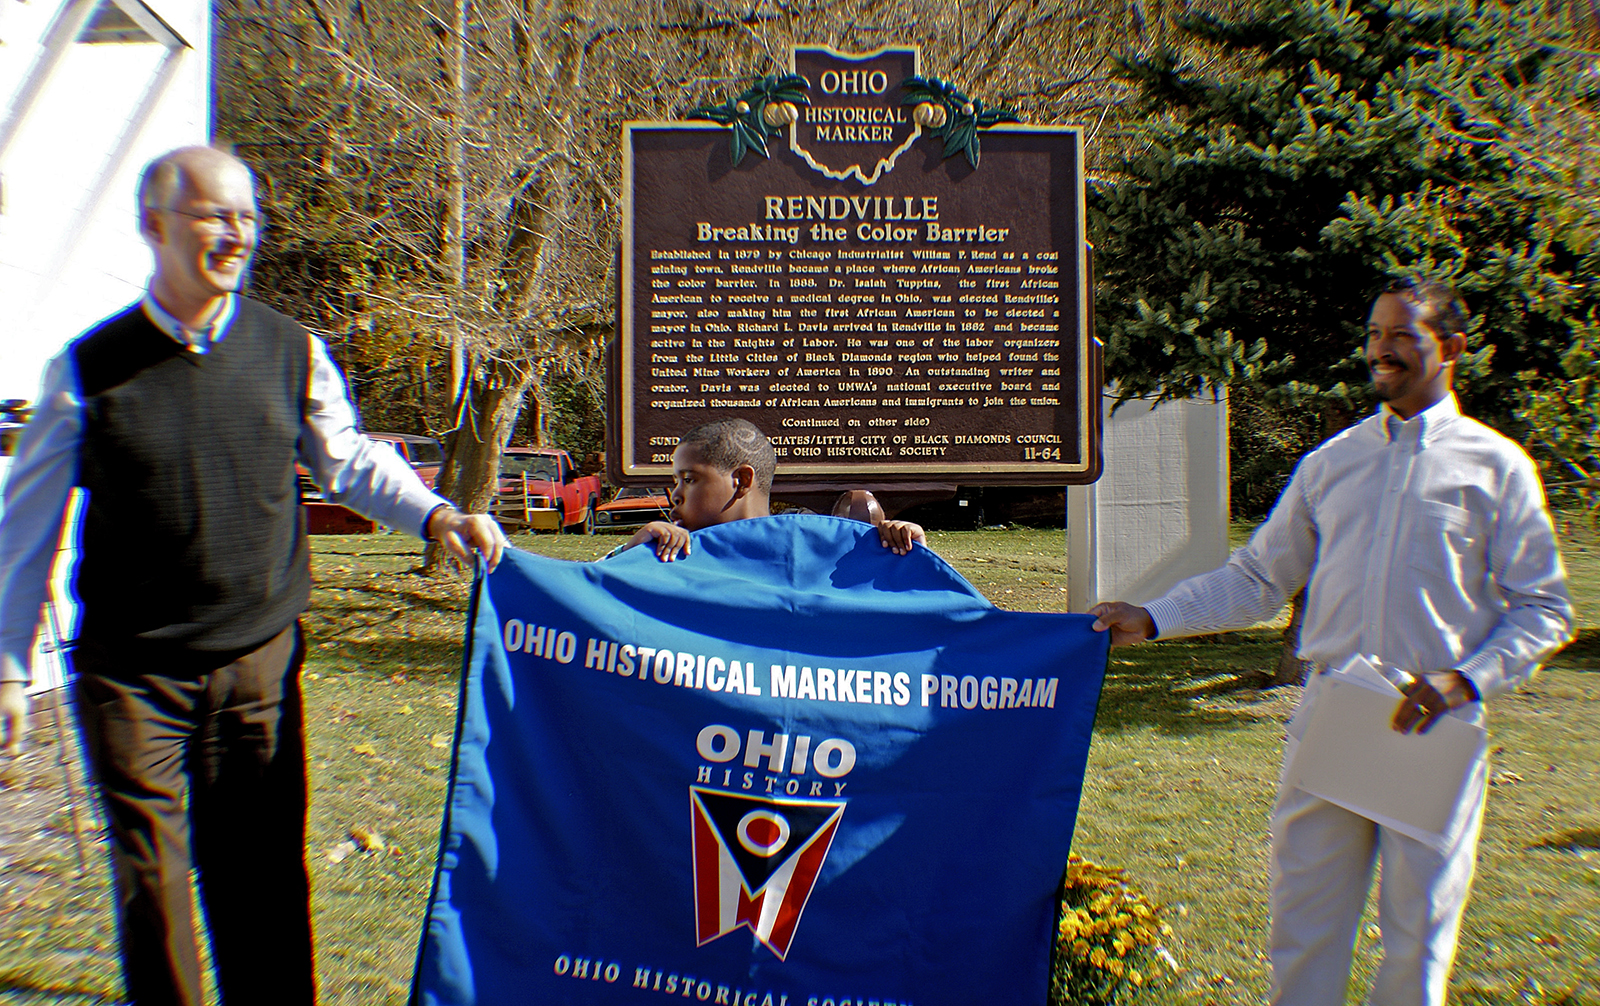 OHIO
HISTORICAL
MARKER
RENDVILLE
Breaking the Color Barrier
Established in 1879 by Chicago industrialist William P. Rend as a coal
mining town, Rendville became a place where African Americans broke
the color barrier. In 1888, Dr. Isaiah Tuppins, the first African
American to receive a medical degree in Ohio, was elected Rendville's
mayor, also making him the first African American to be elected a
mayor in Ohio. Richard L. Davis arrived in Rendville in 1882 and became
active in the Knights of Labor. He was one of the labor organizers
from the Little Cities of Black Diamonds region who helped found the
United Mine Workers of America in 1890. An outstanding writer and
orator, Davis was elected to UMWA's national executive board and
organized thousands of African Americans and immigrants to join the union.
(Continued on other side)
SUND OCIATES/LITTLE CITY OF BLACK DIAMONDS COUNCIL
THE OHIO HISTORICAL SOCIETY
2010 11-64
OHIO HISTORICAL MARKERS PROGRAM
OHIO
HISTORY
OHIO HISTORICAL SOCIETY